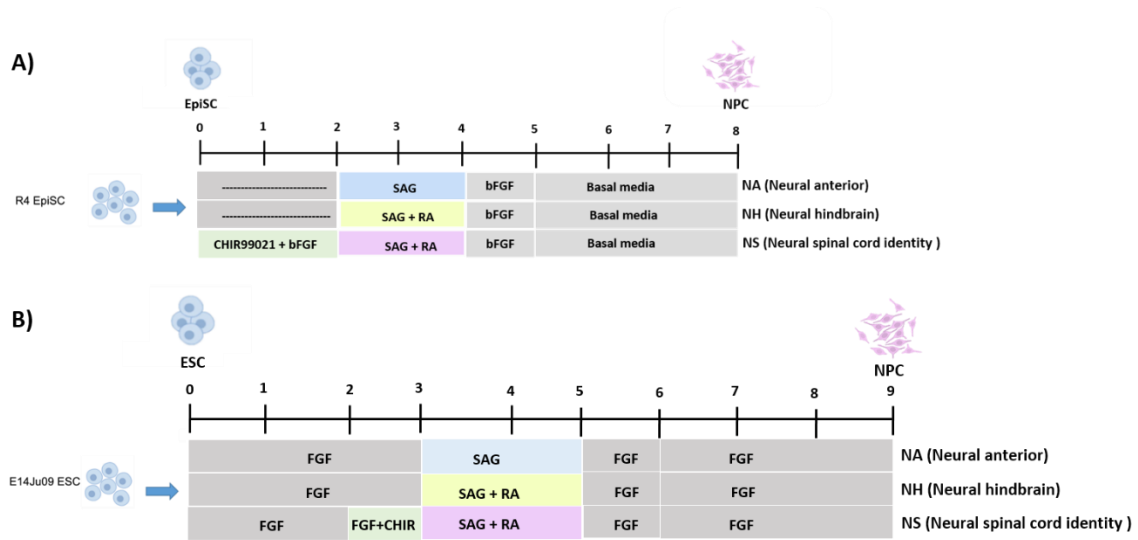 A)
EpiSC
NPC
0 1 2 3 4 5 6 7 8
R4 EpiSC
---------------------------- SAG bFGF Basal media NA (Neural anterior)
---------------------------- SAG + RA bFGF Basal media NH (Neural hindbrain)
CHIR99021 + bFGF SAG + RA bFGF Basal media NS (Neural spinal cord identity )
B)
ESC
NPC
0 1 2 3 4 5 6 7 8 9
E14Ju09 ESC
FGF SAG FGF FGF NA (Neural anterior)
FGF SAG + RA FGF FGF NH (Neural hindbrain)
FGF FGF+CHIR SAG + RA FGF FGF NS (Neural spinal cord identity )